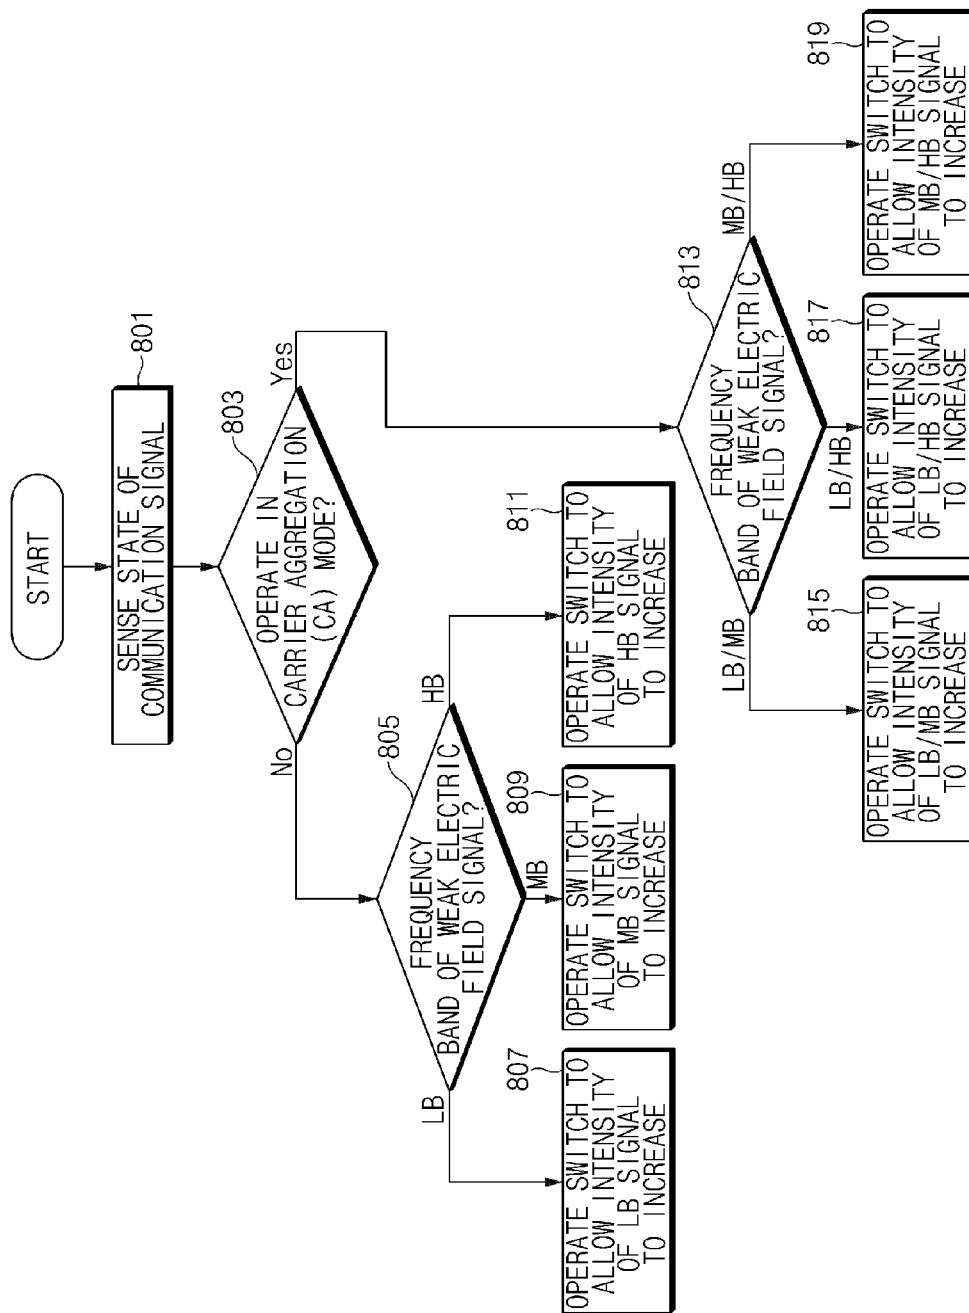 START
801
SENSE STATE OF
COMMUNICATION SIGNAL
803
OPERATE IN
CARRIER AGGREGATION
(CA) MODE?
No
Yes
805
FREQUENCY
BAND OF WEAK ELECTRIC
FIELD SIGNAL?
LB
MB
HB
807
OPERATE SWITCH TO
ALLOW INTENSITY
OF LB SIGNAL
TO INCREASE
809
OPERATE SWITCH TO
ALLOW INTENSITY
OF MB SIGNAL
TO INCREASE
811
OPERATE SWITCH TO
ALLOW INTENSITY
OF HB SIGNAL
TO INCREASE
813
FREQUENCY
BAND OF WEAK ELECTRIC
FIELD SIGNAL?
LB/MB
LB/HB
MB/HB
815
OPERATE SWITCH TO
ALLOW INTENSITY
OF LB/MB SIGNAL
TO INCREASE
817
OPERATE SWITCH TO
ALLOW INTENSITY
OF LB/HB SIGNAL
TO INCREASE
819
OPERATE SWITCH TO
ALLOW INTENSITY
OF MB/HB SIGNAL
TO INCREASE